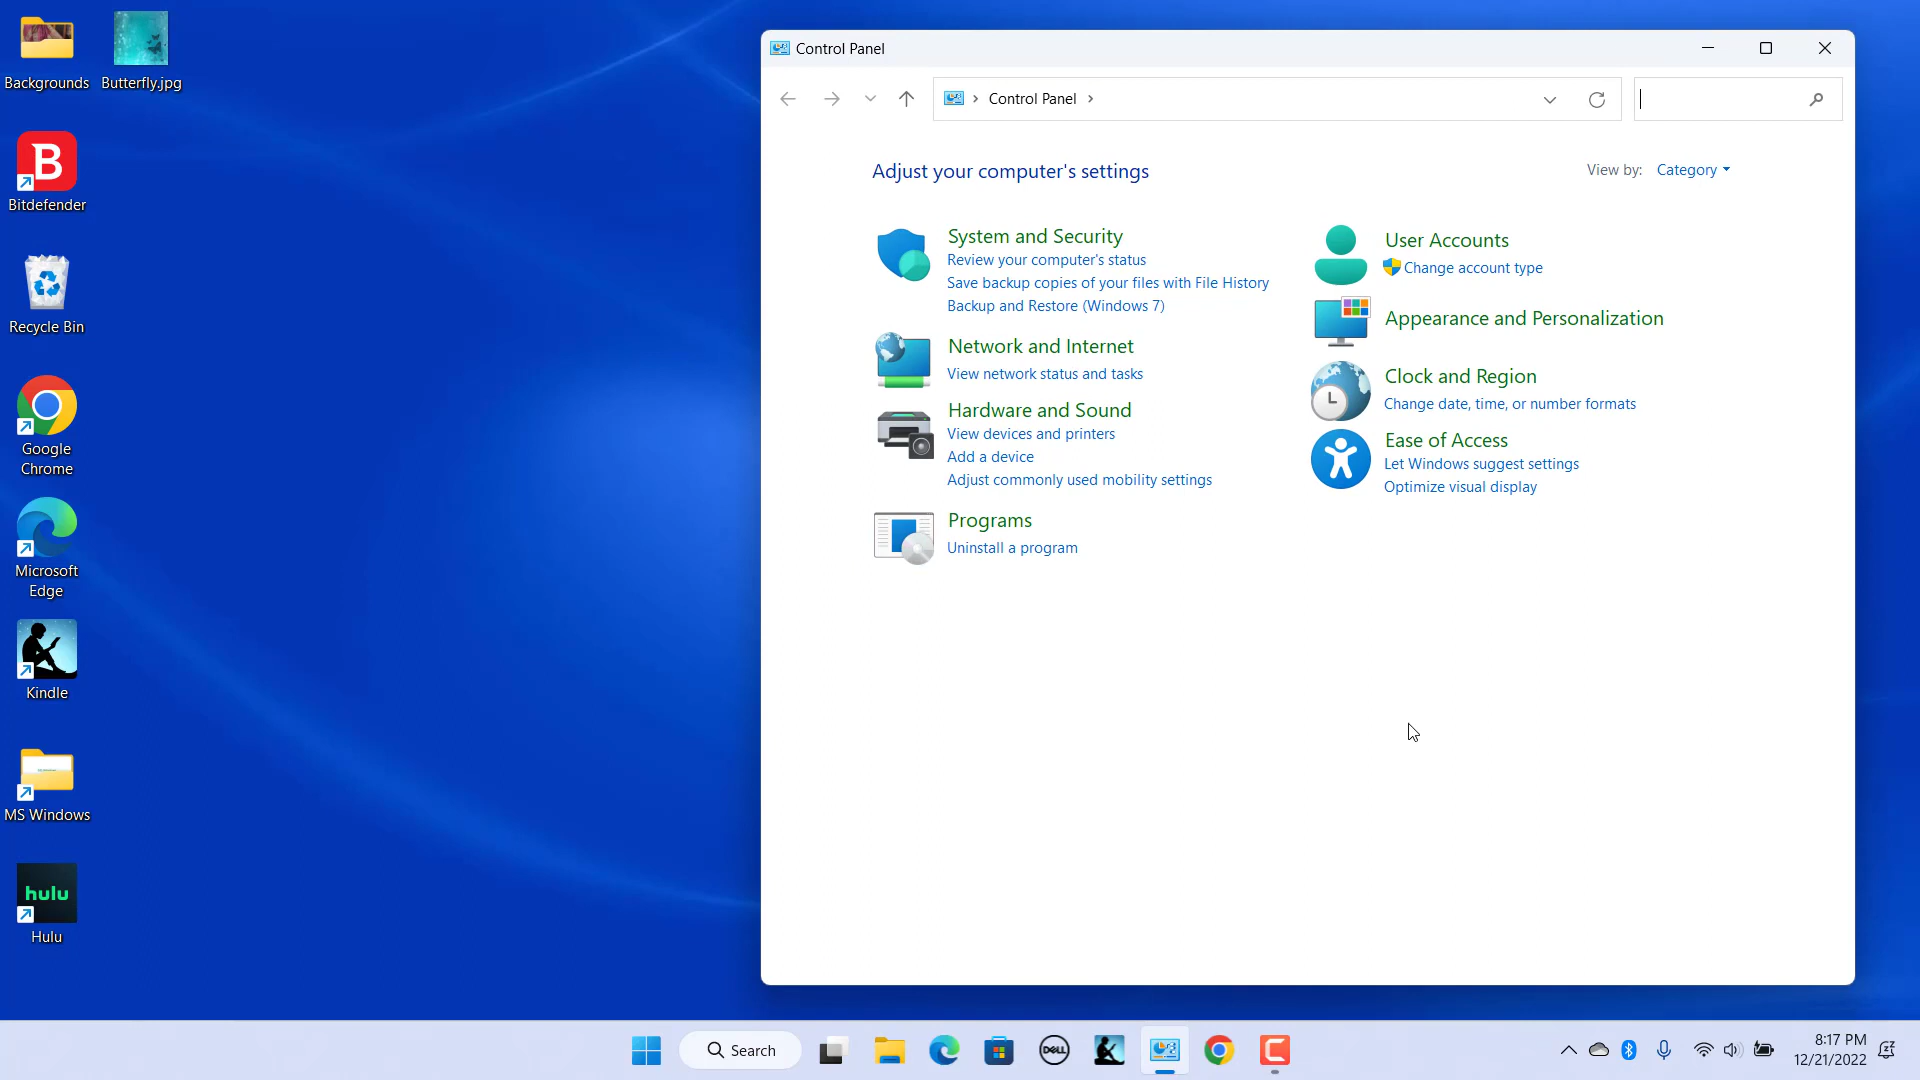 Backgrounds
Butterfly.jpg
B
Bitdefender
Recycle Bin
Google
Chrome
Microsoft
Edge
Kindle
MS Windows
hulu
Hulu
Control Panel
Control Panel
Adjust your computer's settings
View by: Category
System and Security
Review your computer's status
Save backup copies of your files with File History
Backup and Restore (Windows 7)
Network and Internet
View network status and tasks
Hardware and Sound
View devices and printers
Add a device
Adjust commonly used mobility settings
Programs
Uninstall a program
User Accounts
Change account type
Appearance and Personalization
Clock and Region
Change date, time, or number formats
Ease of Access
Let Windows suggest settings
Optimize visual display
Search
DELL
8:17 PM
12/21/2022